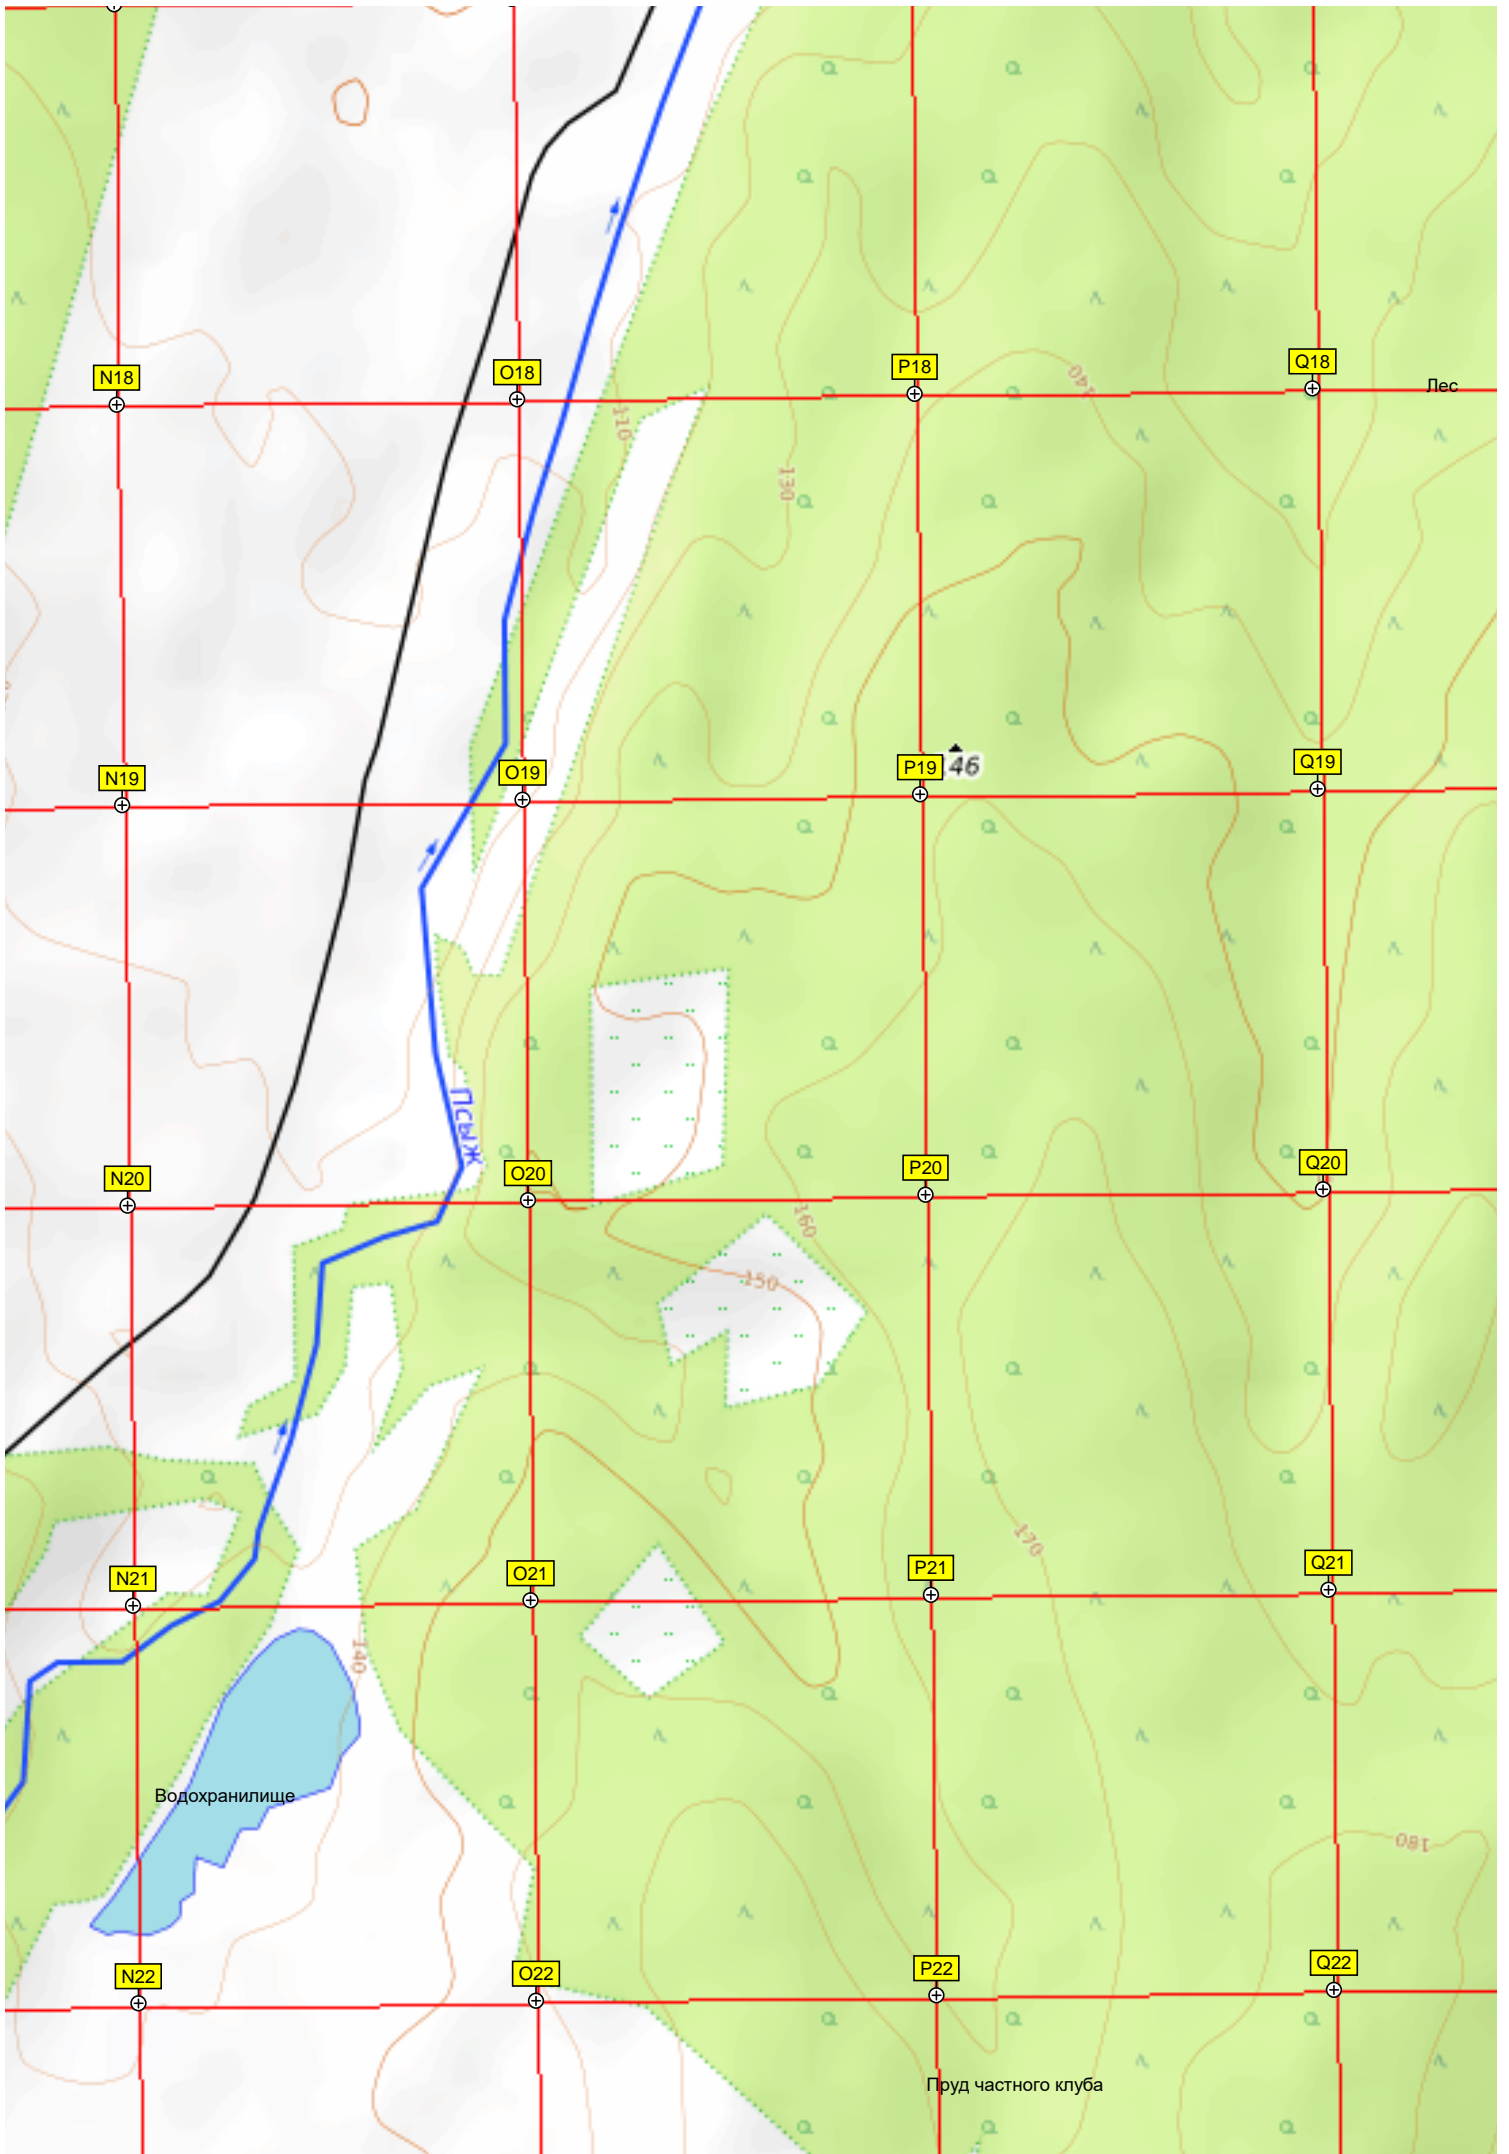 N18
O18
P18
Q18
Лес
140
110
130
N19
O19
P19
46
Q19
Псыж
N20
O20
P20
Q20
160
150
N21
O21
P21
Q21
170
140
Водохранилище
180
N22
O22
P22
Q22
Пруд частного клуба